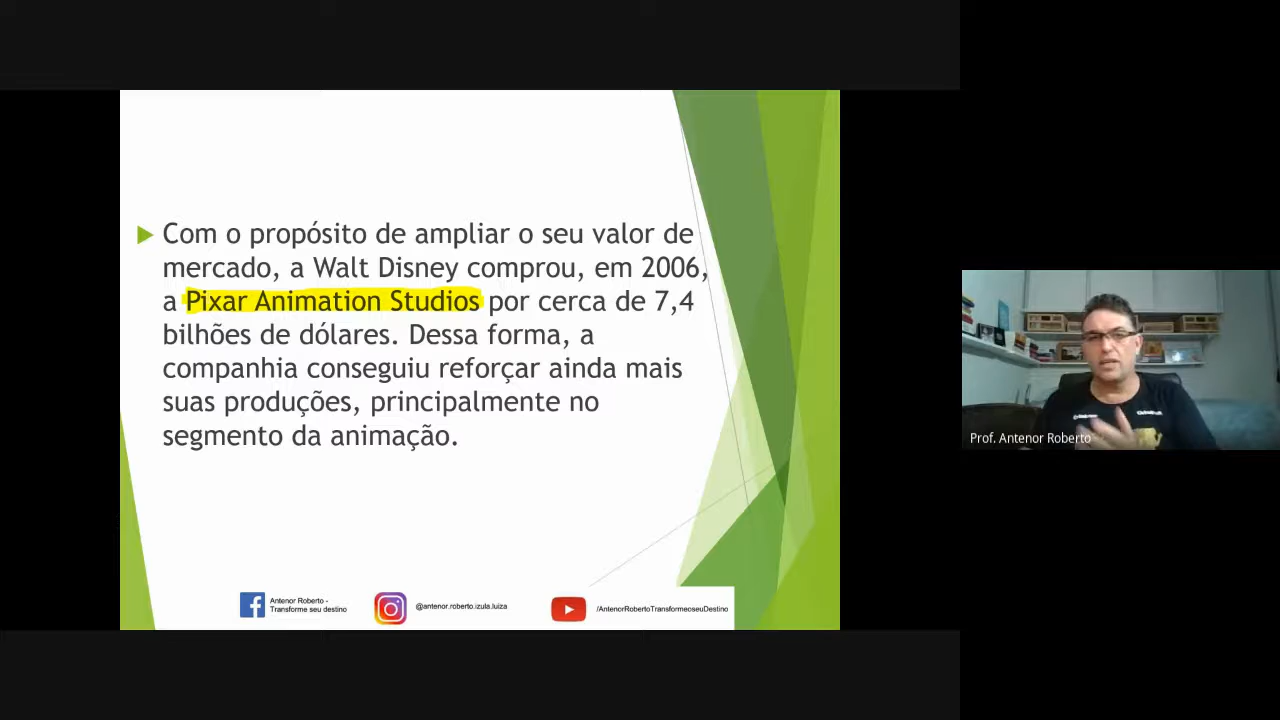 Com o propósito de ampliar o seu valor de
mercado, a Walt Disney comprou, em 2006,
a Pixar Animation Studios por cerca de 7,4
bilhões de dólares. Dessa forma, a
companhia conseguiu reforçar ainda mais
suas produções, principalmente no
segmento da animação.
Antenor Roberto -
Transforme seu destino
@antenor.roberto.izula.luiza
/AntenorRobertoTransformeoseuDestino
Prof. Antenor Roberto